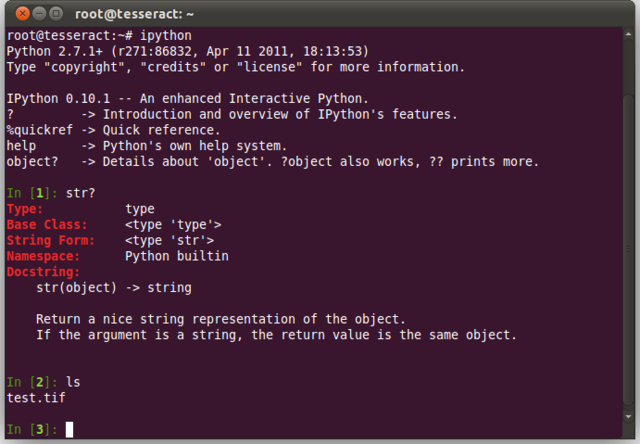 root@tesseract: ~
root@tesseract:~# ipython
Python 2.7.1+ (r271:86832, Apr 11 2011, 18:13:53)
Type "copyright", "credits" or "license" for more information.
IPython 0.10.1 -- An enhanced Interactive Python.
?         -> Introduction and overview of IPython's features.
%quickref -> Quick reference.
help      -> Python's own help system.
object?   -> Details about 'object'. ?object also works, ?? prints more.
In [1]: str?
Type:           type
Base Class:     <type 'type'>
String Form:    <type 'str'>
Namespace:      Python builtin
Docstring:
    str(object) -> string
    Return a nice string representation of the object.
    If the argument is a string, the return value is the same object.
In [2]: ls
test.tif
In [3]: